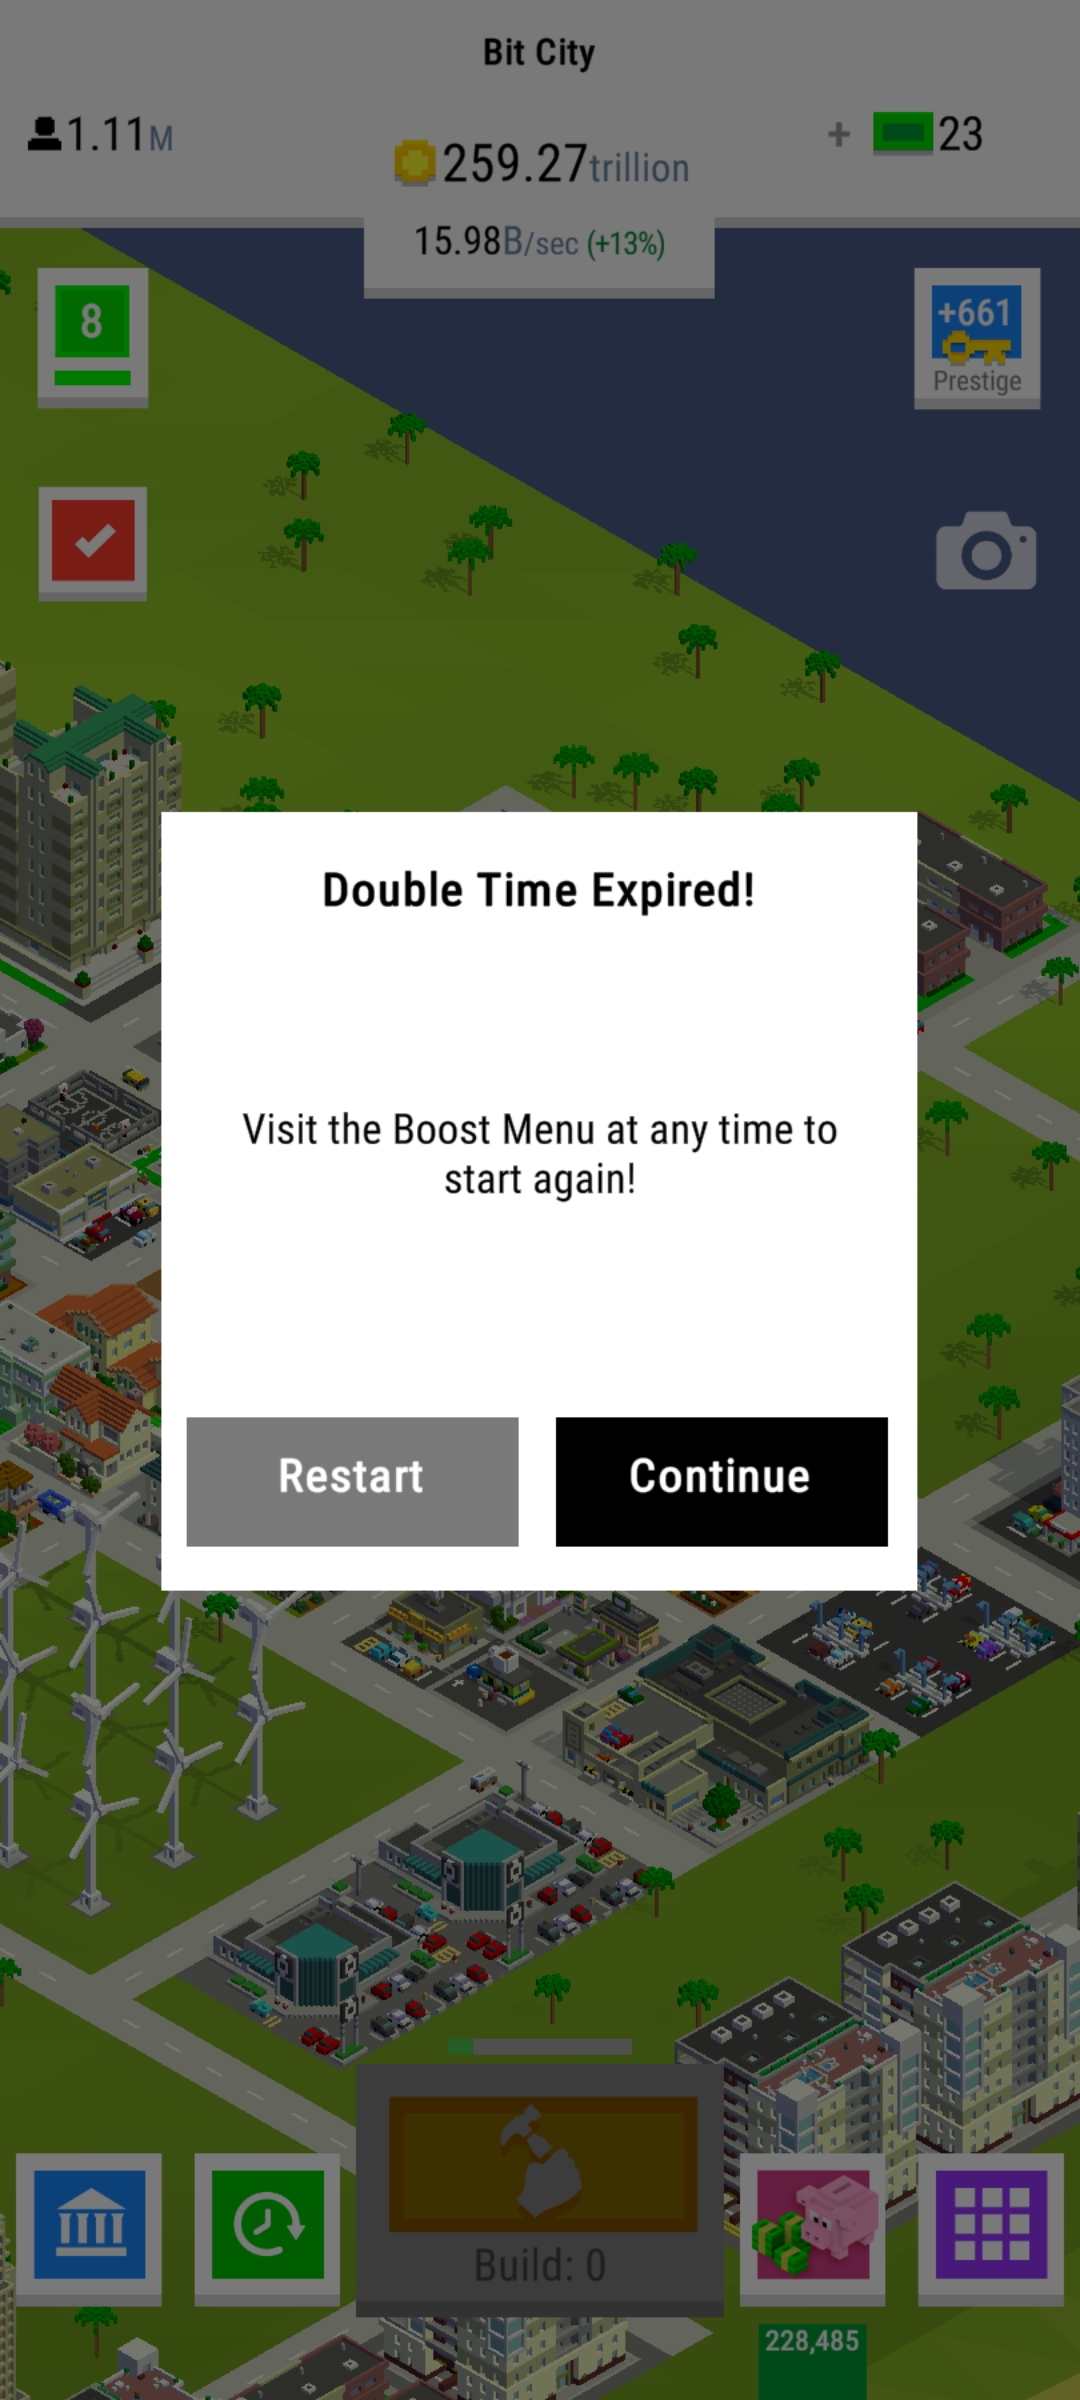 Bit City
1.11M
259.27trillion
+ 23
15.98B/sec (+13%)
8
+661
Prestige
Double Time Expired!
Visit the Boost Menu at any time to
start again!
Restart
Continue
Build: 0
228,485